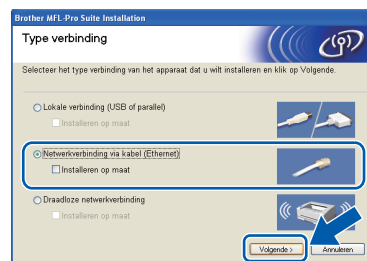 Brother MFL-Pro Suite Installation
Type verbinding
Selecteer het type verbinding van het apparaat dat u wilt installeren en klik op Volgende.
Lokale verbinding (USB of parallel)
Installeren op maat
Netwerkverbinding via kabel (Ethernet)
Installeren op maat
Draadloze netwerkverbinding
Installeren op maat
Volgende > Annuleren